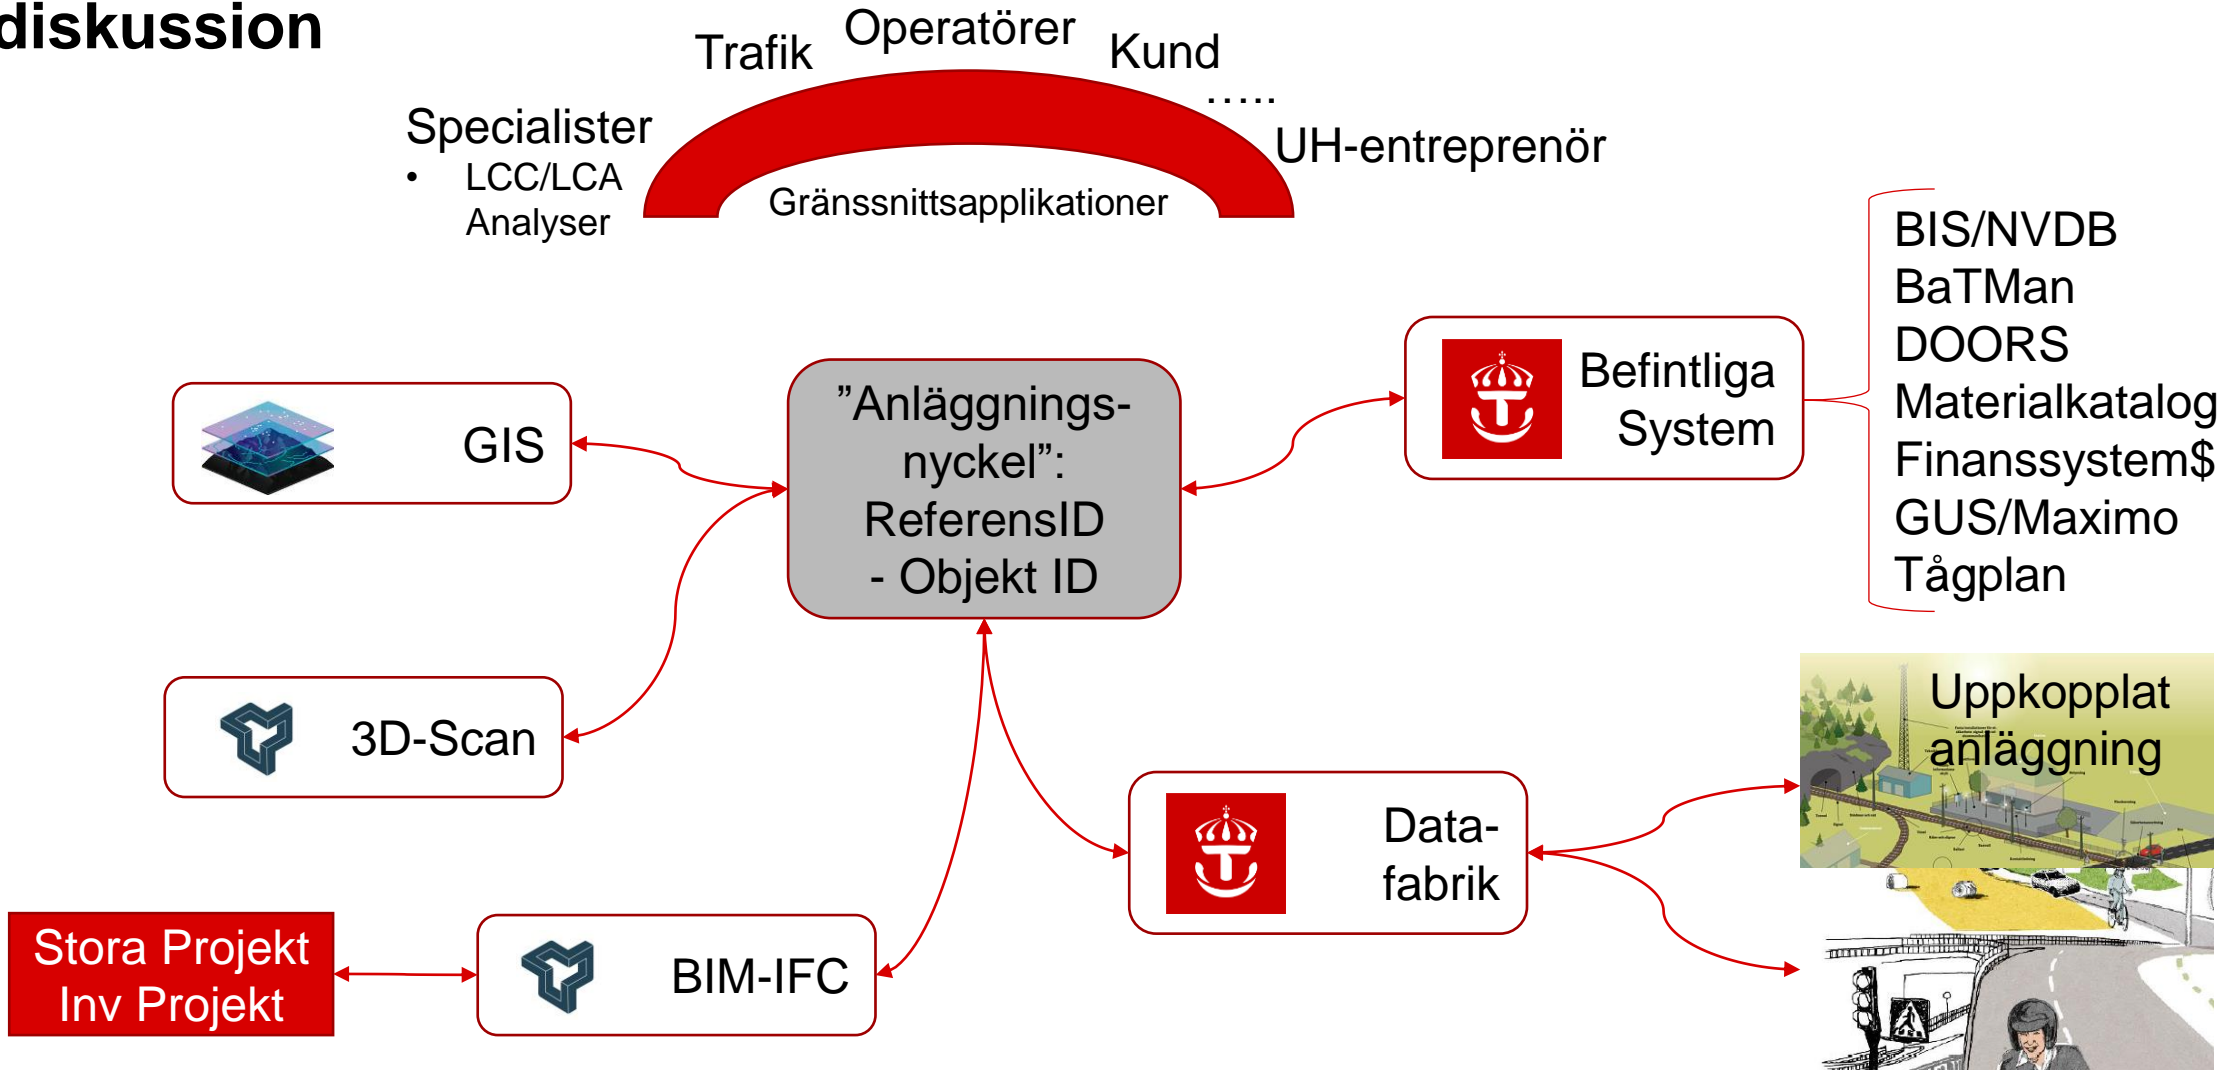 diskussion
Trafik
Operatörer
Kund
.....
Specialister
• LCC/LCA
Analyser
UH-entreprenör
Gränssnittsapplikationer
BIS/NVDB
BaTMan
DOORS
Materialkatalog
Finanssystem$
GUS/Maximo
Tågplan
Befintliga
System
GIS
”Anläggnings-
nyckel”:
ReferensID
- Objekt ID
3D-Scan
Uppkopplat
anläggning
Data-
fabrik
Stora Projekt
Inv Projekt
BIM-IFC